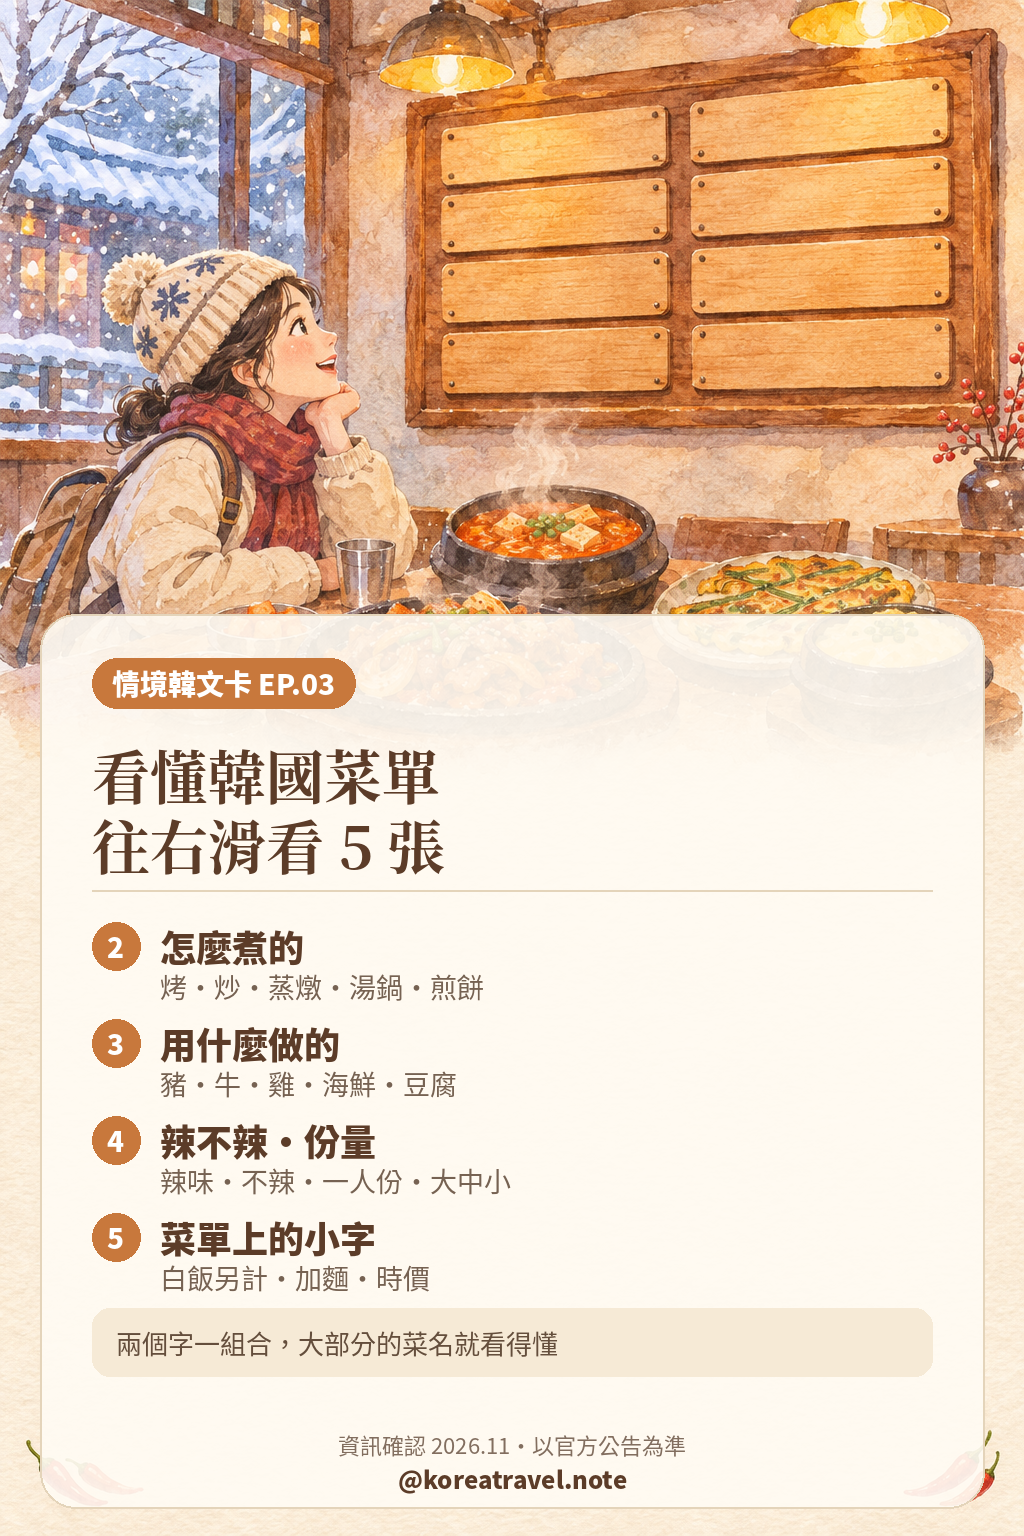 情境韓文卡 EP.03
看懂韓國菜單
往右滑看 5 張
2 怎麼煮的
烤・炒・蒸燉・湯鍋・煎餅
3 用什麼做的
豬・牛・雞・海鮮・豆腐
4 辣不辣・份量
辣味・不辣・一人份・大中小
5 菜單上的小字
白飯另計・加麵・時價
兩個字一組合，大部分的菜名就看得懂
資訊確認 2026.11・以官方公告為準
@koreatravel.note